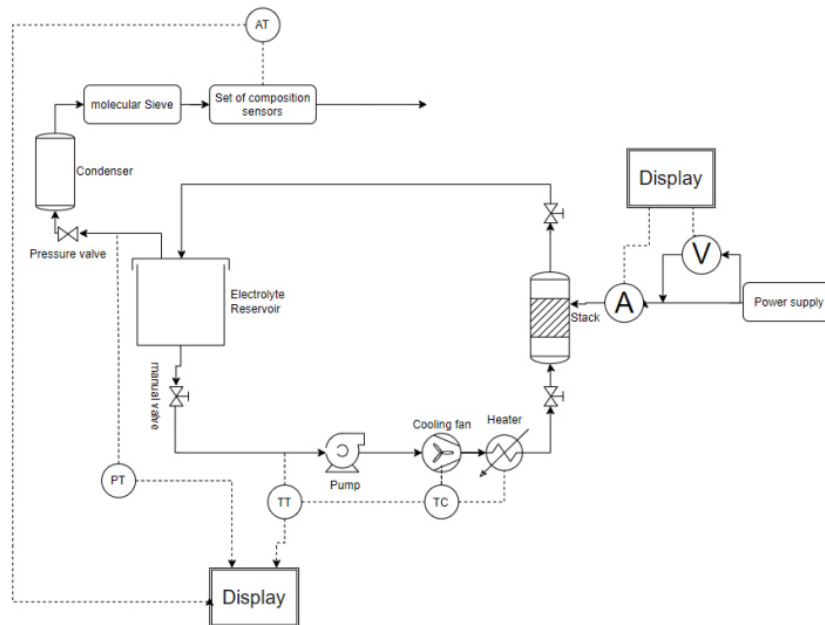 AT
molecular Sieve
Set of composition
sensors
Condenser
Display
Pressure valve
V
Electrolyte
Reservoir
A
Power supply
Stack
manual valve
Cooling fan
Heater
Pump
PT
TT
TC
Display